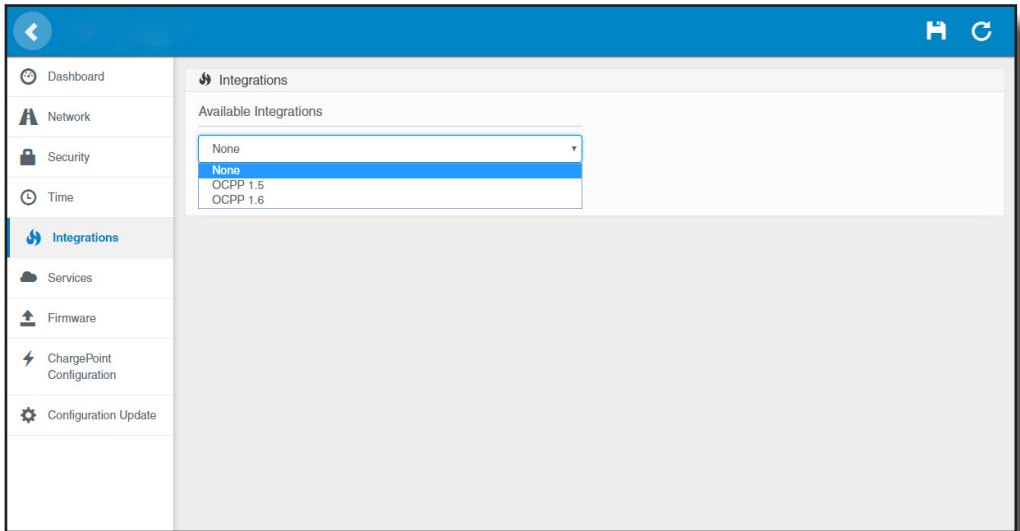 Dashboard
Network
Security
Time
Integrations
Services
Firmware
ChargePoint
Configuration
Configuration Update
Integrations
Available Integrations
None
None
OCPP 1.5
OCPP 1.6